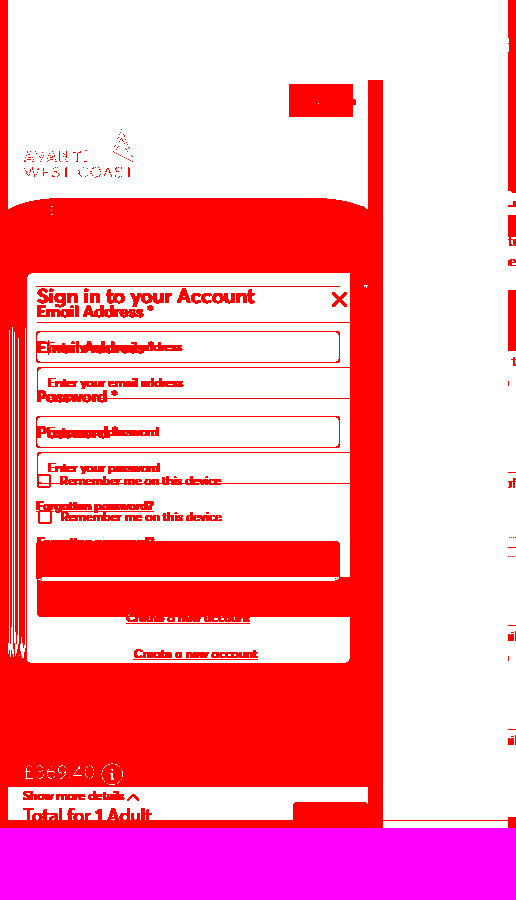 AVANTI
WEST COAST
Sign in to your Account
Email Address *
Email Address *
Enter your email address
Password *
Password *
Enter your password
Remember me on this device
Forgotten password?
Remember me on this device
Forgotten password?
Create a new account
Create a new account
£369.40
Show more details
Total for 1 Adult